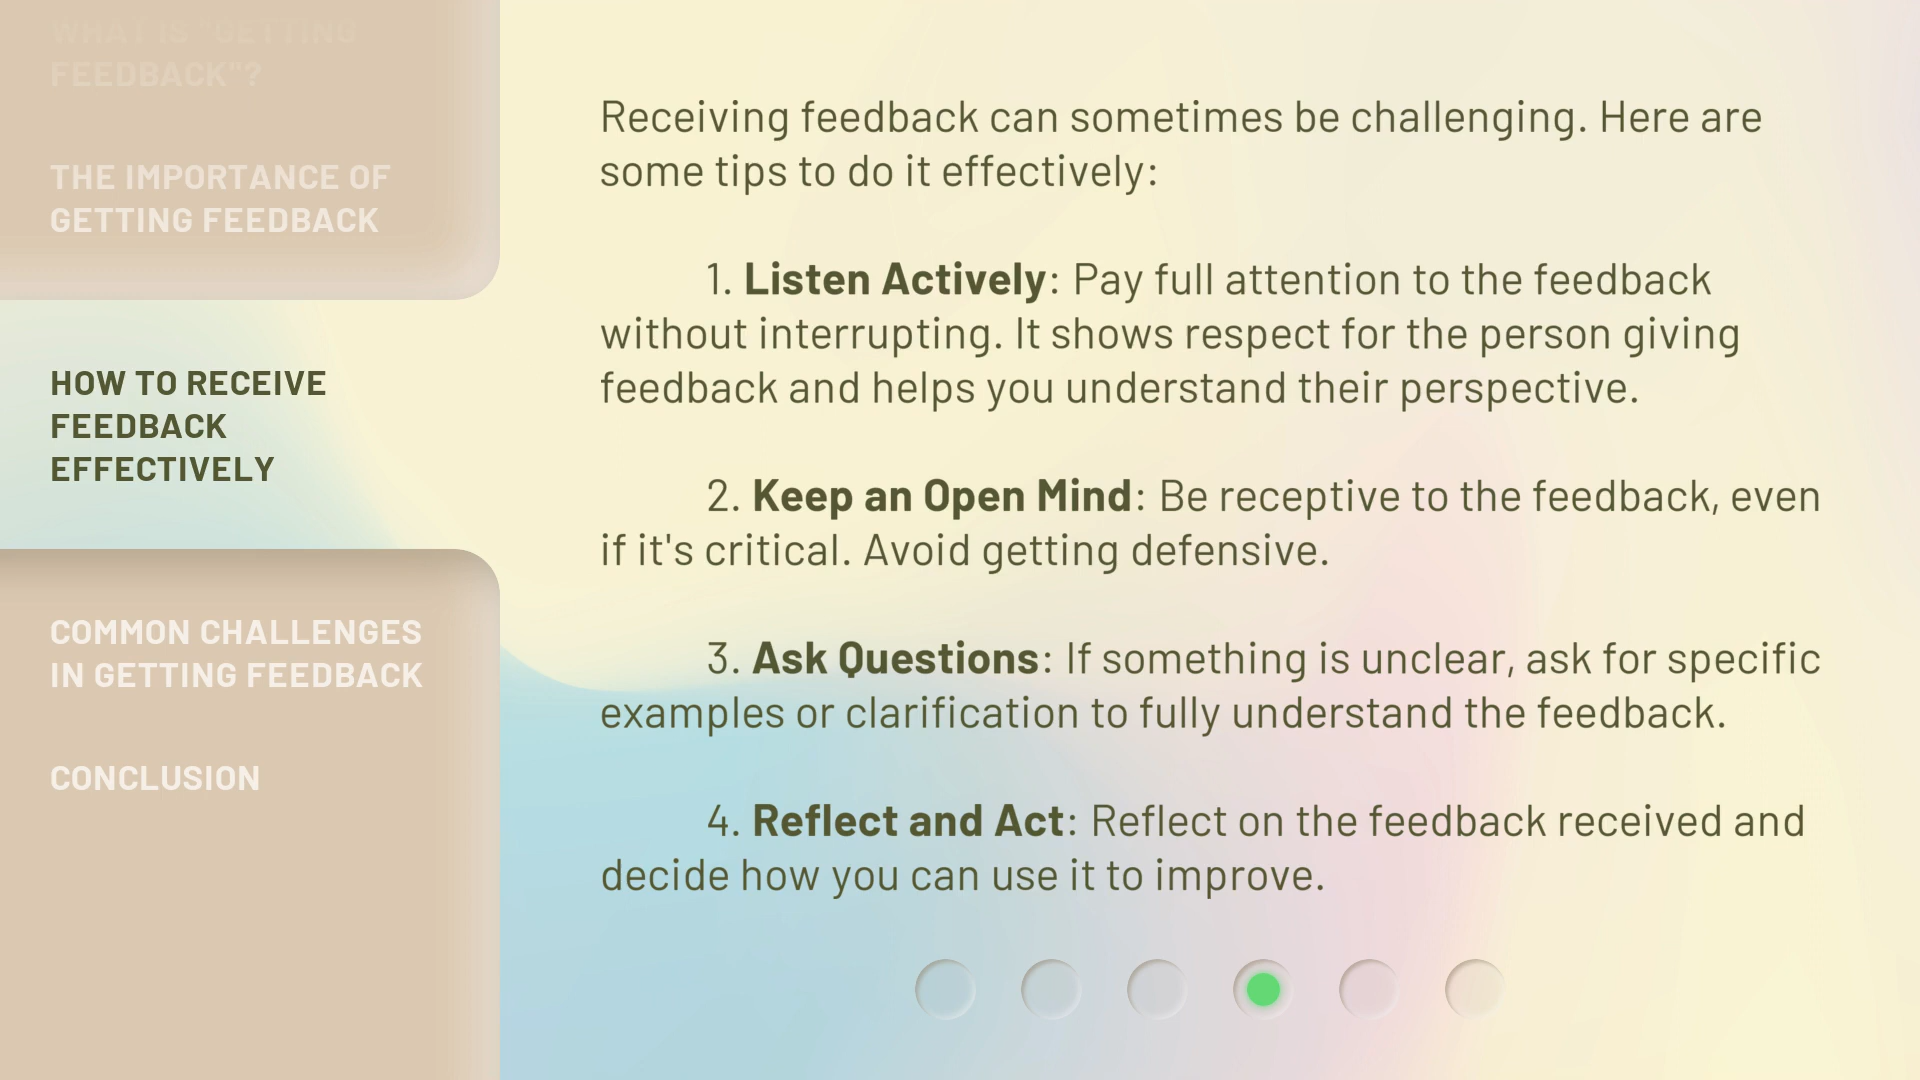 WHAT IS "GETTING
FEEDBACK"?
THE IMPORTANCE OF
GETTING FEEDBACK
HOW TO RECEIVE
FEEDBACK
EFFECTIVELY
COMMON CHALLENGES
IN GETTING FEEDBACK
CONCLUSION
Receiving feedback can sometimes be challenging. Here are
some tips to do it effectively:
1. Listen Actively: Pay full attention to the feedback
without interrupting. It shows respect for the person giving
feedback and helps you understand their perspective.
2. Keep an Open Mind: Be receptive to the feedback, even
if it's critical. Avoid getting defensive.
3. Ask Questions: If something is unclear, ask for specific
examples or clarification to fully understand the feedback.
4. Reflect and Act: Reflect on the feedback received and
decide how you can use it to improve.